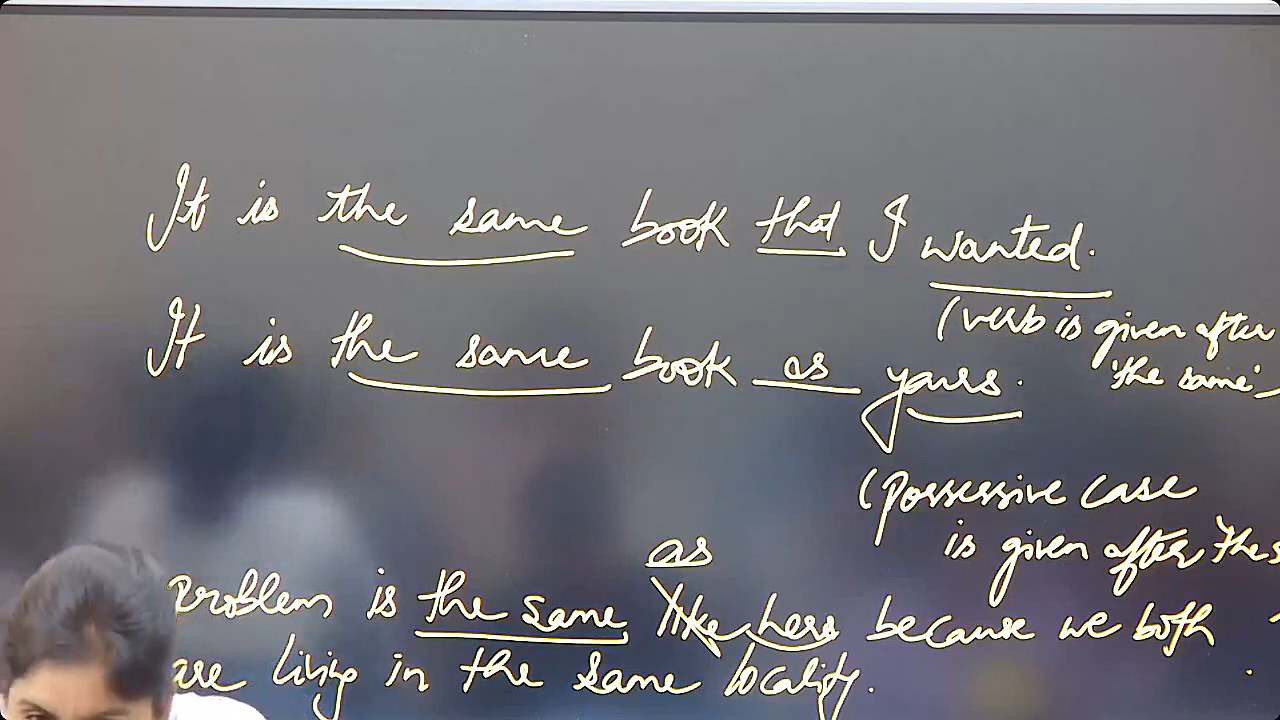 It is the same book that I wanted.
(verb is given after
'the same'
It is the same book as yours.
(Possessive case
is given after 'the s
as
problem is the same like hers because we both
are living in the same locality.